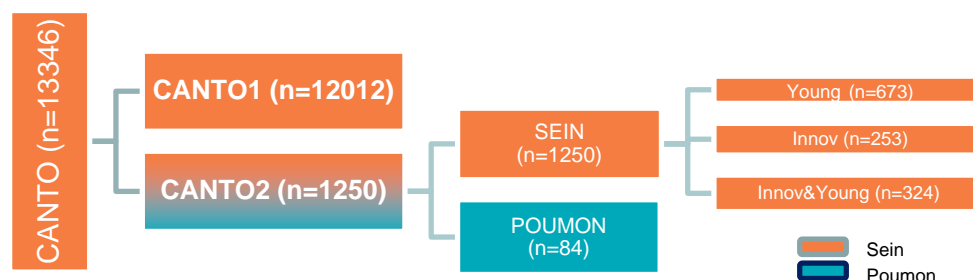 CANTO (n=13346)
CANTO1 (n=12012)
CANTO2 (n=1250)
SEIN
(n=1250)
POUMON
(n=84)
Young (n=673)
Innov (n=253)
Innov&Young (n=324)
Sein
Poumon